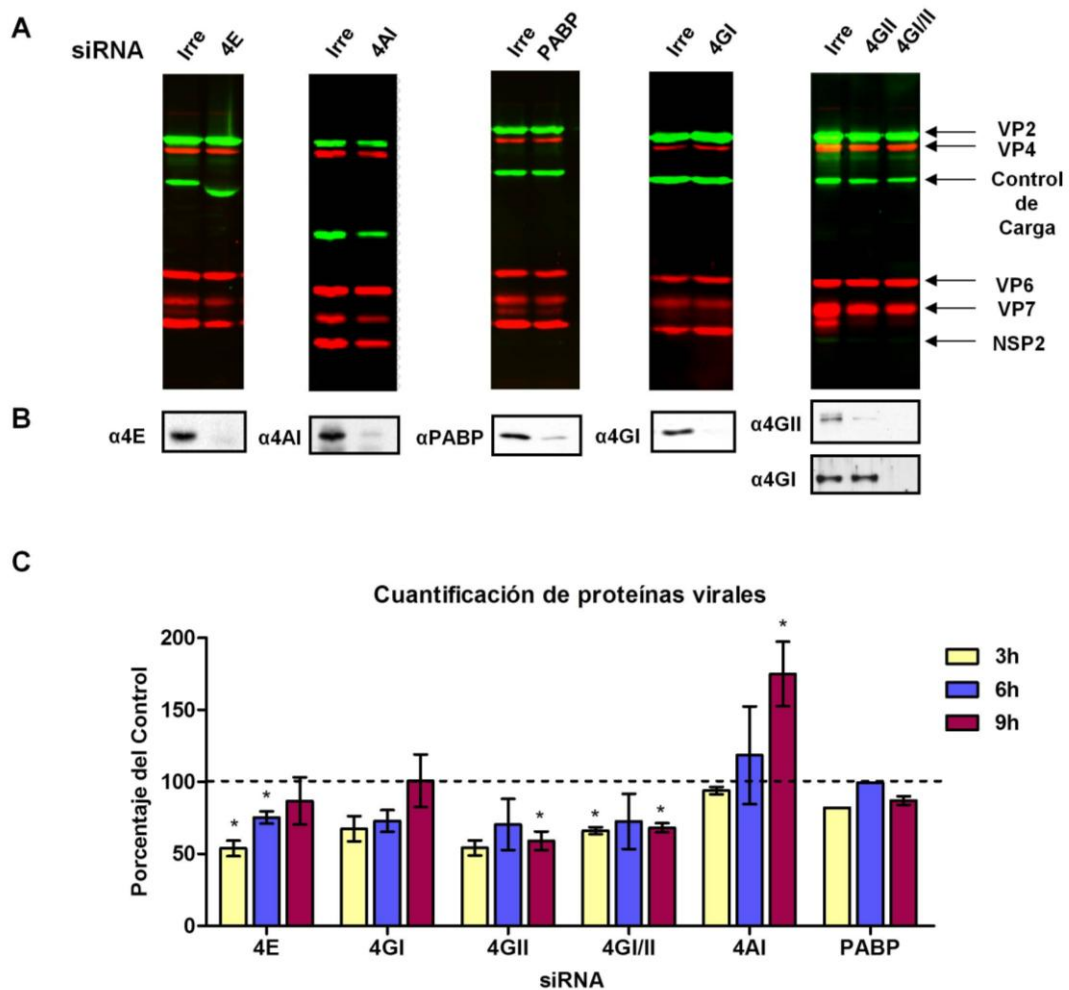 A
siRNA
Irre 4E
Irre 4AI
Irre PABP
Irre 4GI
Irre 4GII 4GI/II
VP2
VP4
Control
de
Carga
VP6
VP7
NSP2
B
α4E
α4AI
αPABP
α4GI
α4GII
α4GI
C
Cuantificación de proteínas virales
Porcentaje del Control
200
150
100
50
0
* * * * * *
3h
6h
9h
4E 4GI 4GII 4GI/II 4AI PABP
siRNA